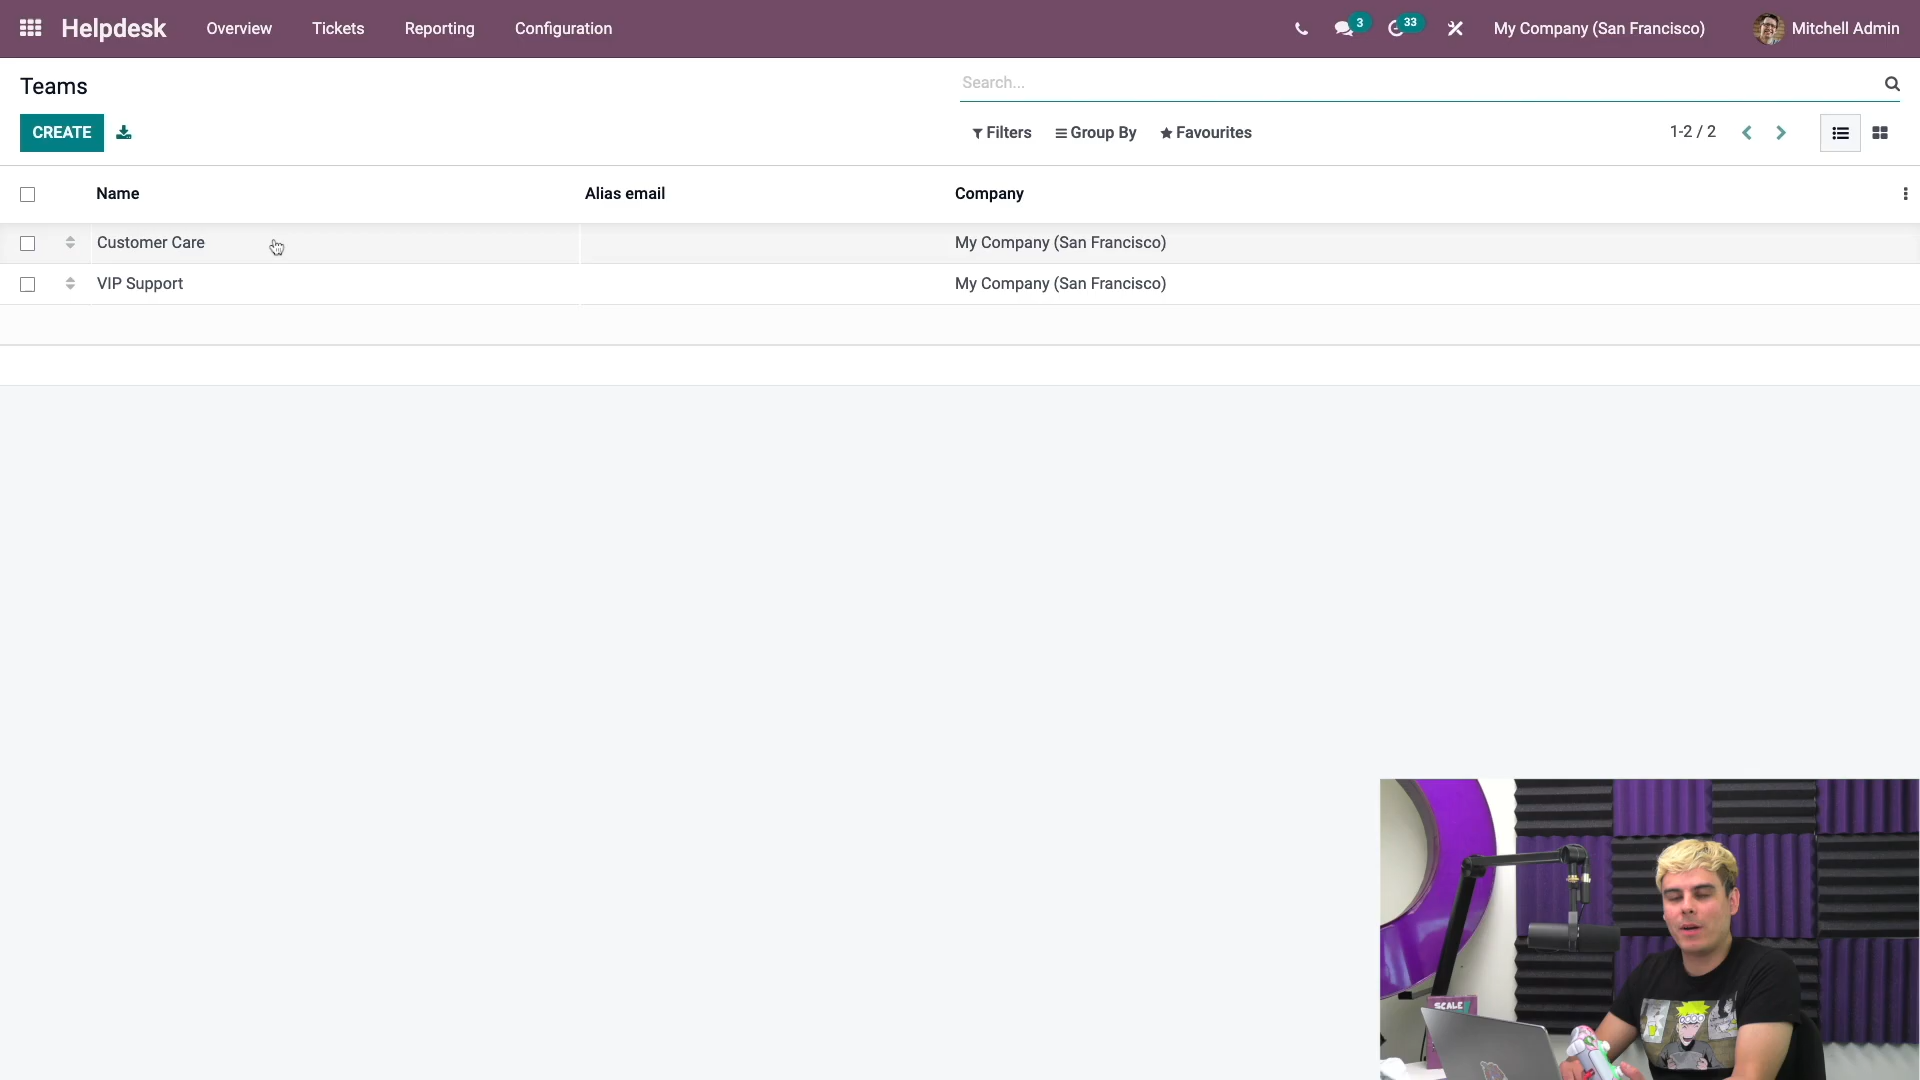 Helpdesk Overview Tickets Reporting Configuration 3 33 My Company (San Francisco) Mitchell Admin
Teams Search...
CREATE Filters Group By Favourites 1-2 / 2
Name Alias email Company
Customer Care My Company (San Francisco)
VIP Support My Company (San Francisco)
SCALE